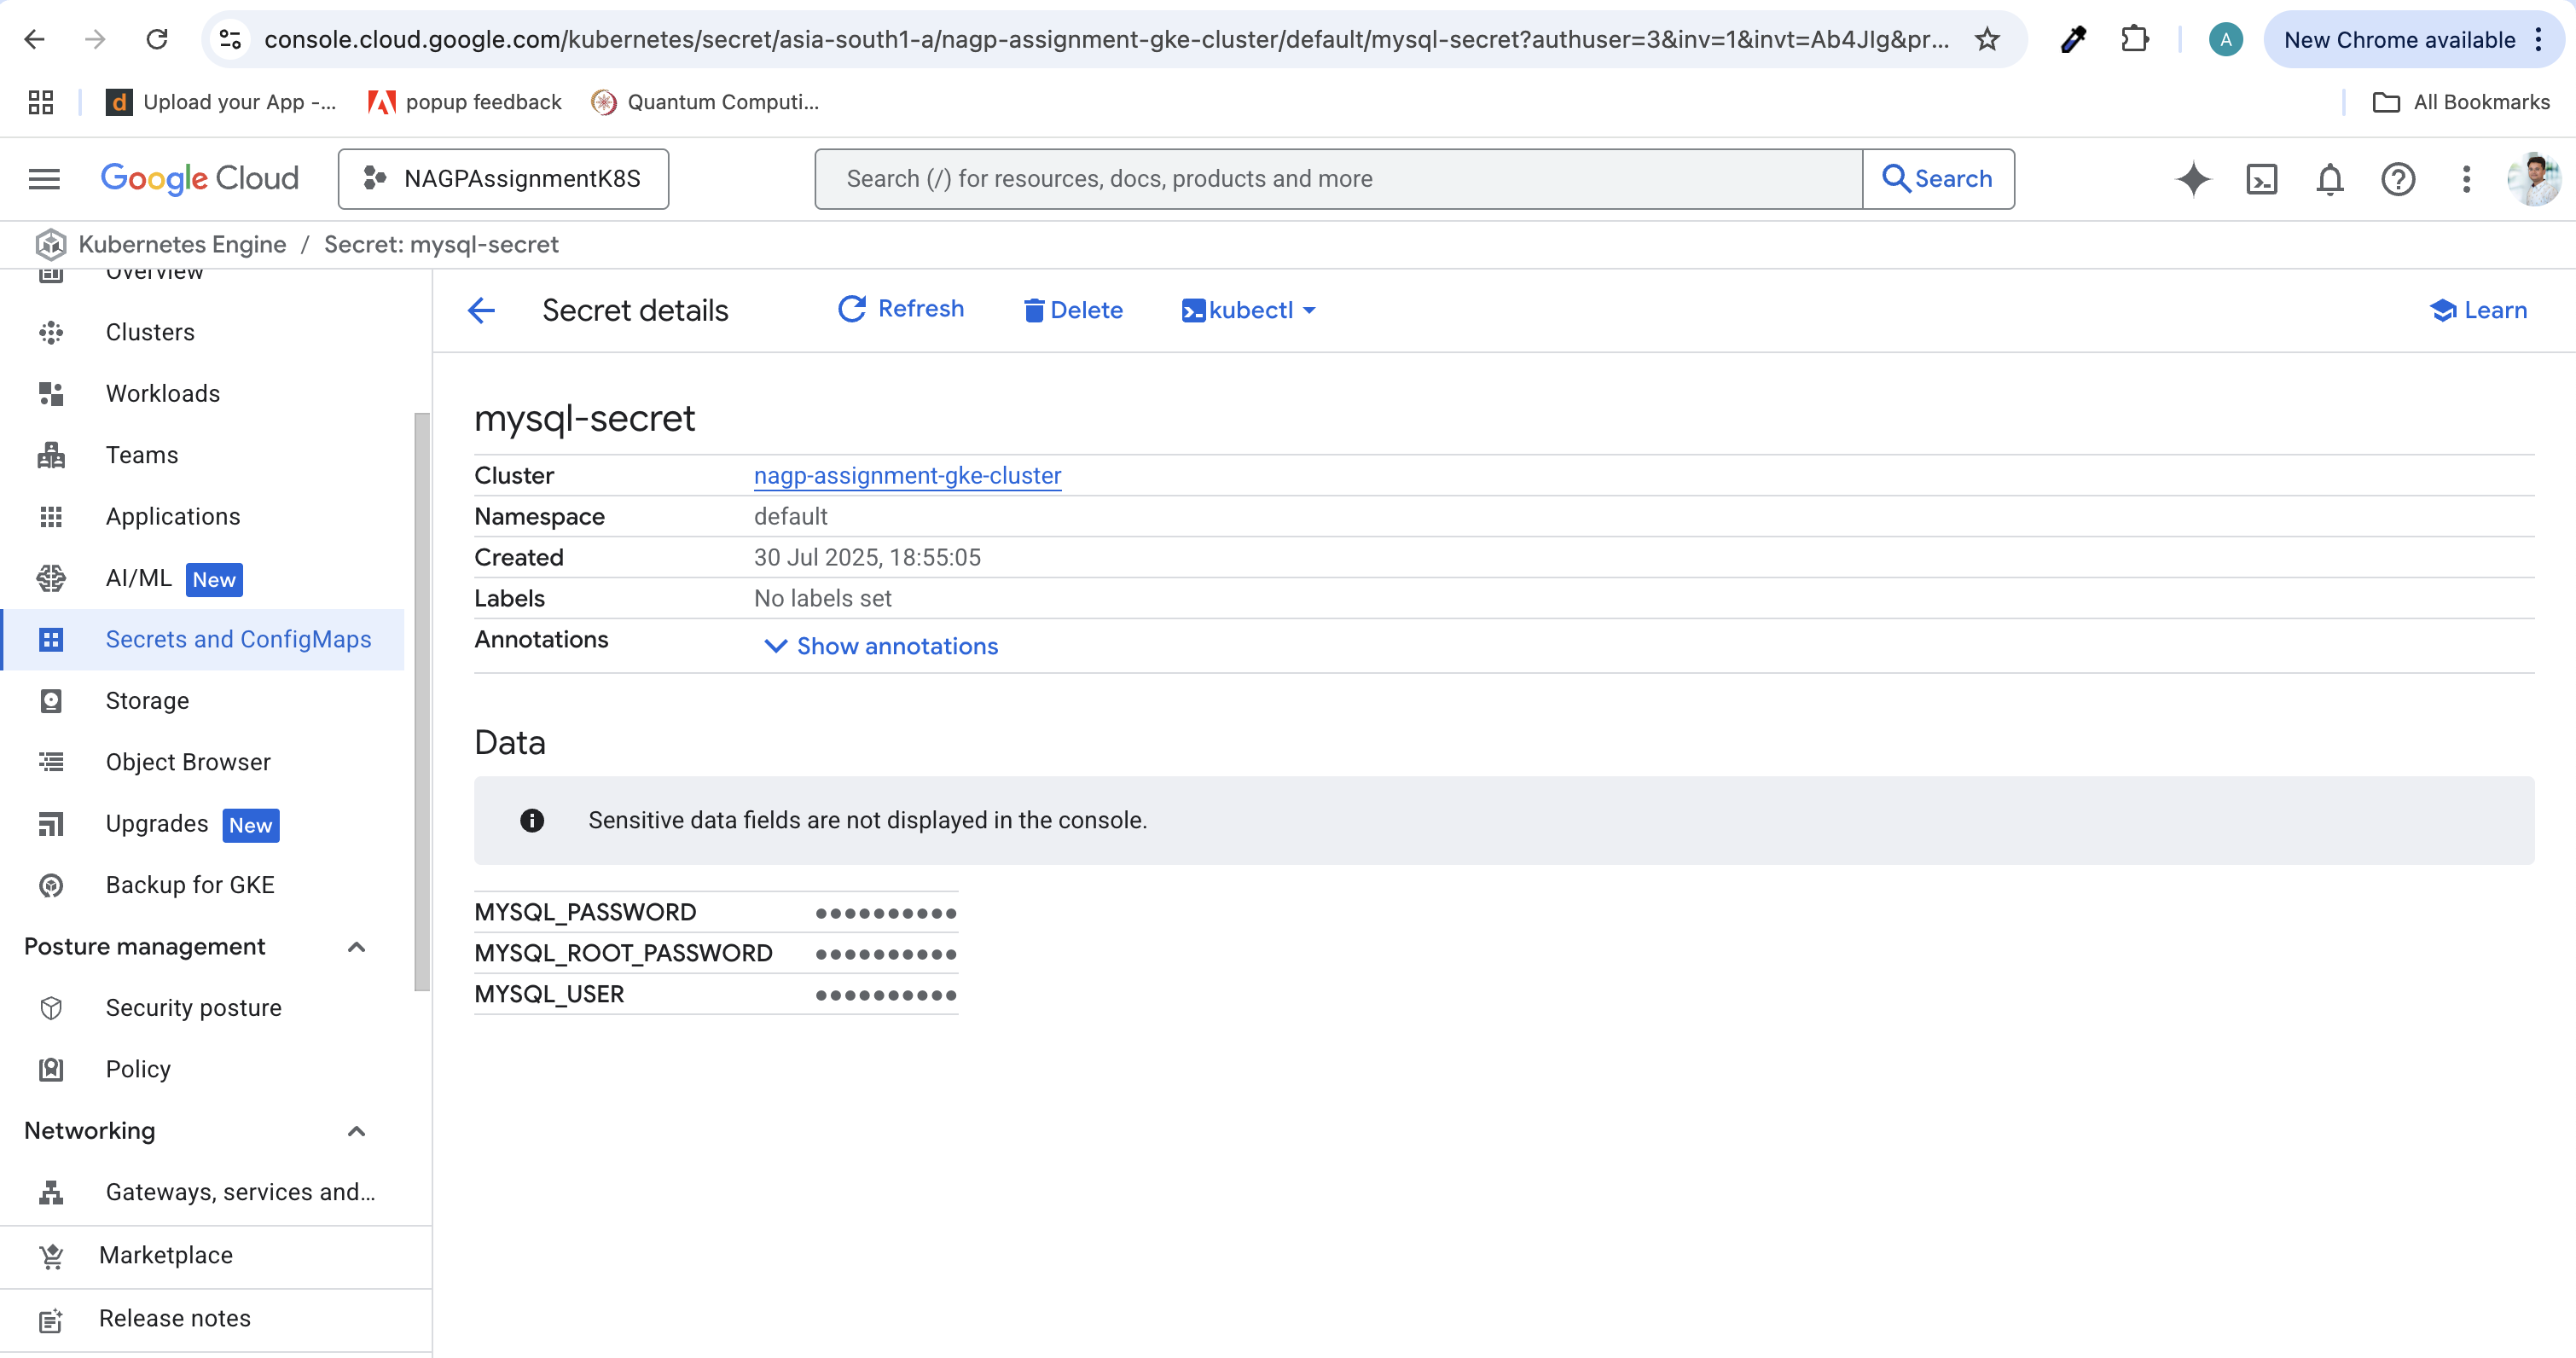 console.cloud.google.com/kubernetes/secret/asia-south1-a/nagp-assignment-gke-cluster/default/mysql-secret?authuser=3&inv=1&invt=Ab4JIg&pr...
A
New Chrome available
Upload your App -...
popup feedback
Quantum Computi...
All Bookmarks
Google Cloud
NAGPAssignmentK8S
Search (/) for resources, docs, products and more
Search
Kubernetes Engine / Secret: mysql-secret
Overview
Clusters
Workloads
Teams
Applications
AI/ML New
Secrets and ConfigMaps
Storage
Object Browser
Upgrades New
Backup for GKE
Posture management
Security posture
Policy
Networking
Gateways, services and...
Marketplace
Release notes
Secret details
Refresh
Delete
kubectl
Learn
mysql-secret
Cluster nagp-assignment-gke-cluster
Namespace default
Created 30 Jul 2025, 18:55:05
Labels No labels set
Annotations Show annotations
Data
Sensitive data fields are not displayed in the console.
MYSQL_PASSWORD ••••••••••
MYSQL_ROOT_PASSWORD ••••••••••
MYSQL_USER ••••••••••